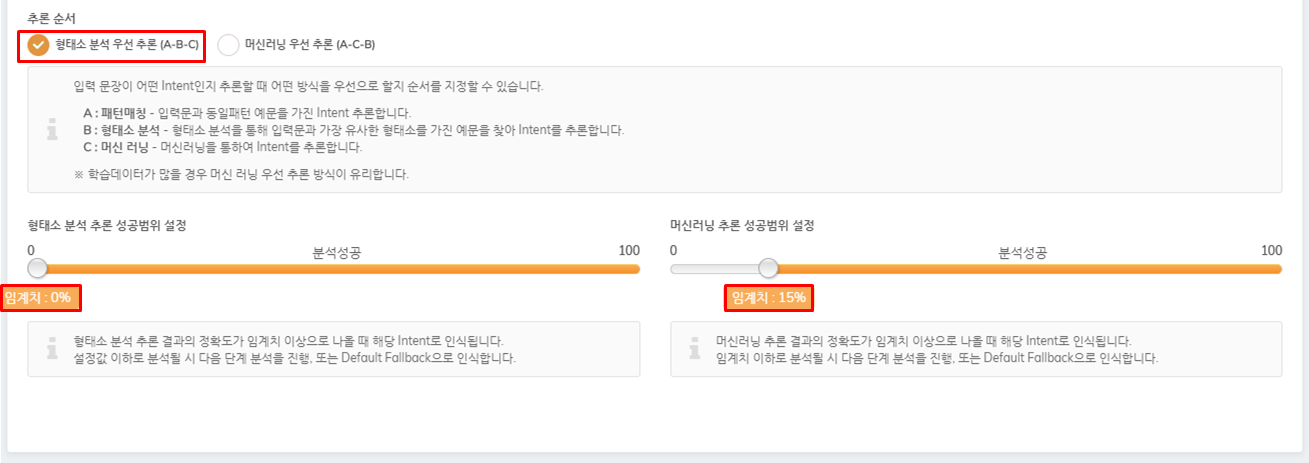 추론 순서
형태소 분석 우선 추론 (A-B-C) 머신러닝 우선 추론 (A-C-B)
입력 문장이 어떤 Intent인지 추론할 때 어떤 방식을 우선으로 할지 순서를 지정할 수 있습니다.
A : 패턴매칭 - 입력문과 동일패턴 예문을 가진 Intent 추론합니다.
B : 형태소 분석 - 형태소 분석을 통해 입력문과 가장 유사한 형태소를 가진 예문을 찾아 Intent를 추론합니다.
C : 머신 러닝 - 머신러닝을 통하여 Intent를 추론합니다.
※ 학습데이터가 많을 경우 머신 러닝 우선 추론 방식이 유리합니다.
형태소 분석 추론 성공범위 설정
0 분석성공 100
임계치 : 0%
형태소 분석 추론 결과의 정확도가 임계치 이상으로 나올 때 해당 Intent로 인식됩니다.
설정값 이하로 분석될 시 다음 단계 분석을 진행, 또는 Default Fallback으로 인식합니다.
머신러닝 추론 성공범위 설정
0 분석성공 100
임계치 : 15%
머신러닝 추론 결과의 정확도가 임계치 이상으로 나올 때 해당 Intent로 인식됩니다.
임계치 이하로 분석될 시 다음 단계 분석을 진행, 또는 Default Fallback으로 인식합니다.